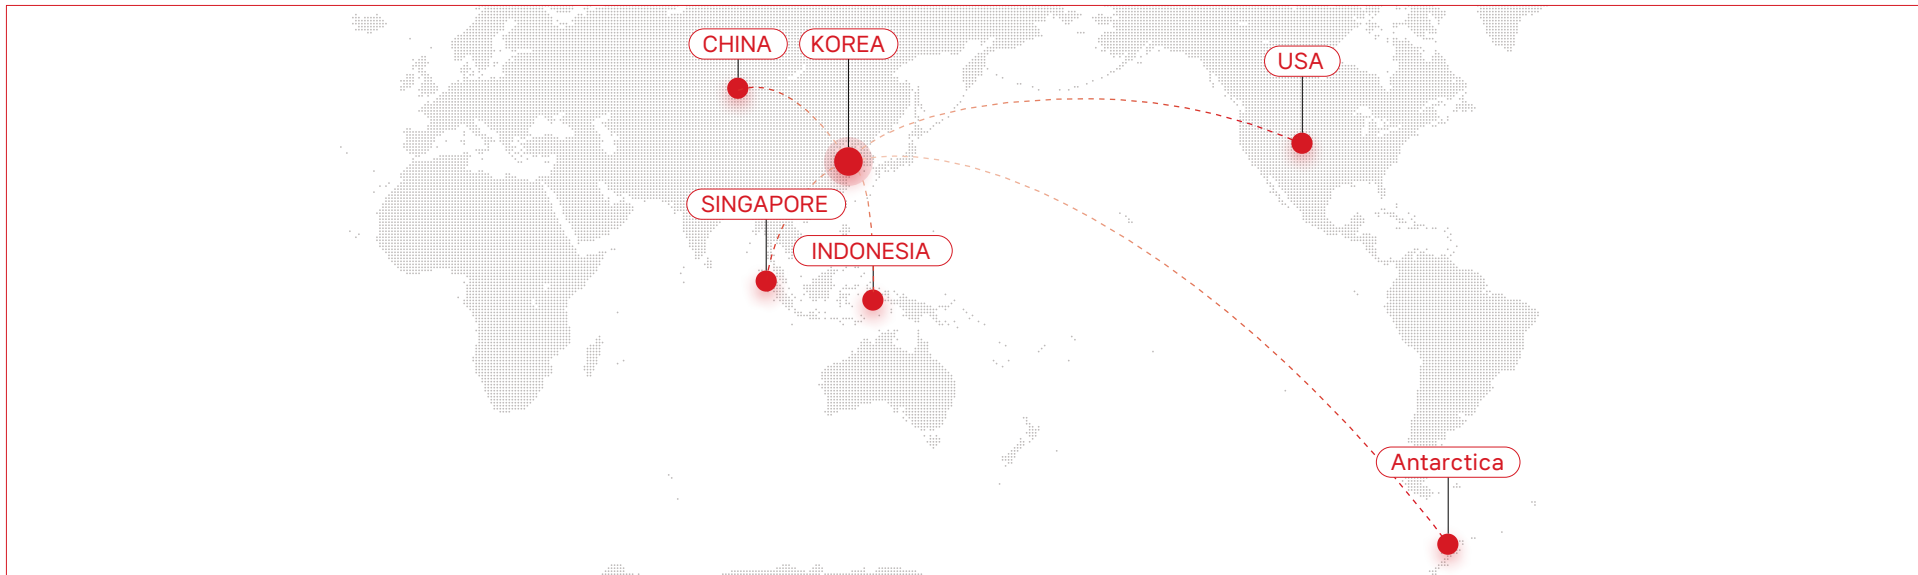 CHINA
KOREA
USA
SINGAPORE
INDONESIA
Antarctica